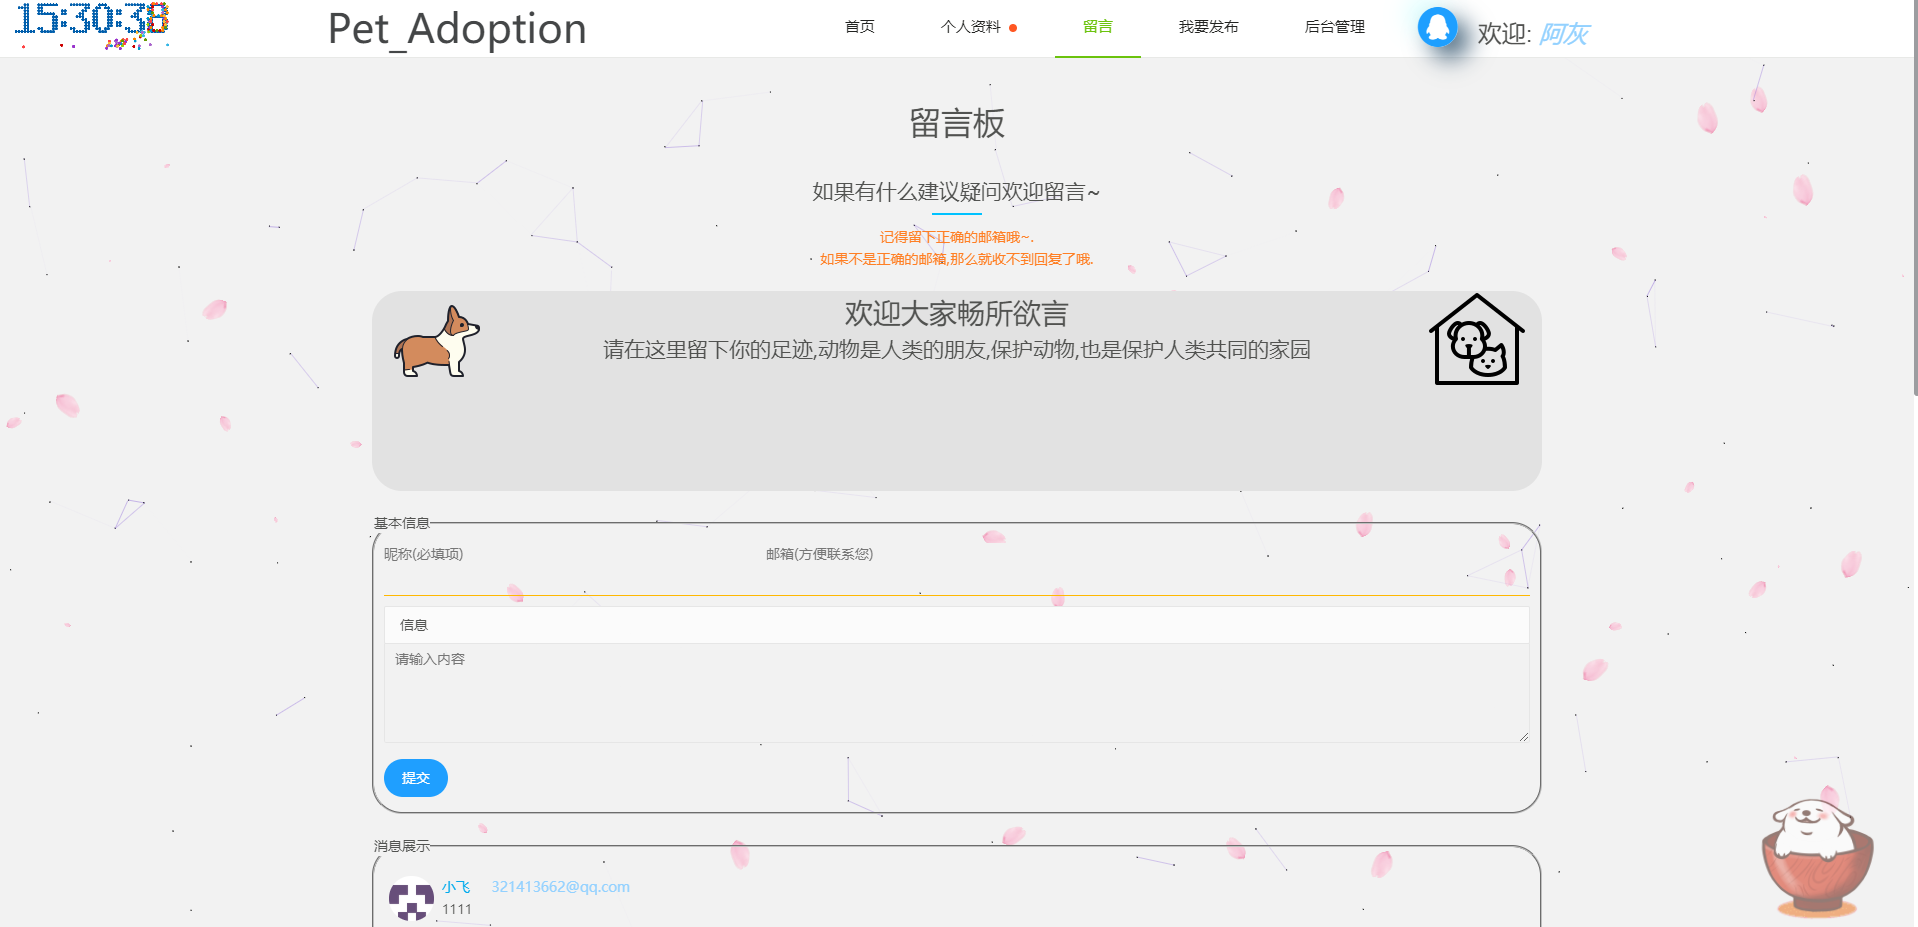 15:30:38
Pet_Adoption
首页
个人资料
留言
我要发布
后台管理
欢迎: 阿灰
留言板
如果有什么建议疑问欢迎留言~
记得留下正确的邮箱哦~.
如果不是正确的邮箱,那么就收不到回复了哦.
欢迎大家畅所欲言
请在这里留下你的足迹,动物是人类的朋友,保护动物,也是保护人类共同的家园
基本信息
昵称(必填项)
邮箱(方便联系您)
信息
请输入内容
提交
消息展示
小飞 321413662@qq.com
1111